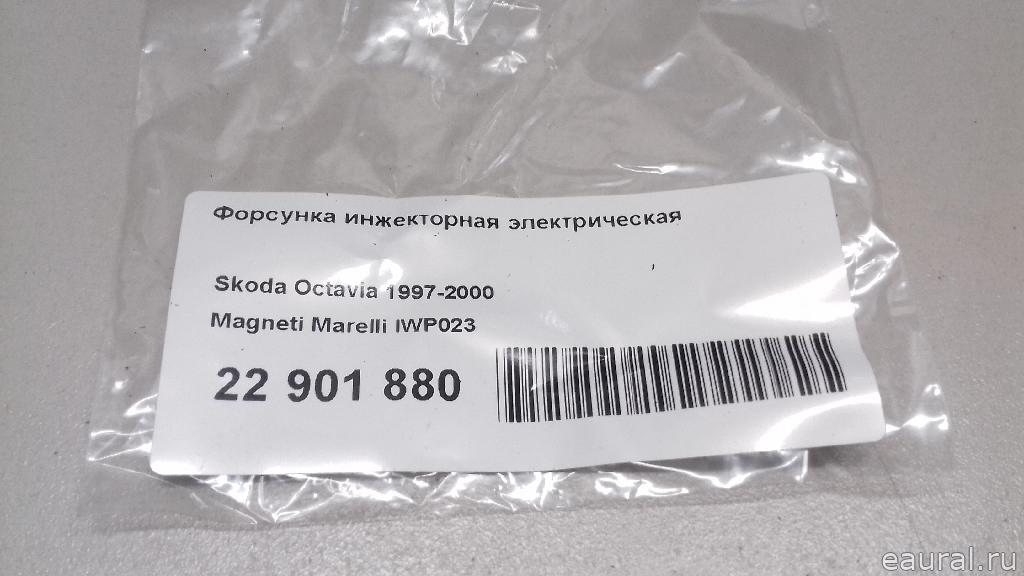 Форсунка инжекторная электрическая
Skoda Octavia 1997-2000
Magneti Marelli IWP023
22 901 880
eaural.ru